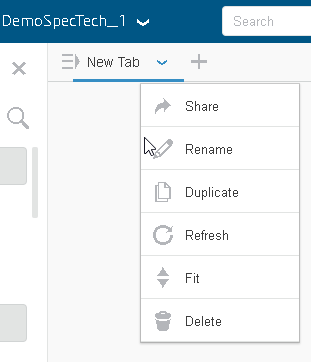 DemoSpecTech_1
Search
New Tab
Share
Rename
Duplicate
Refresh
Fit
Delete